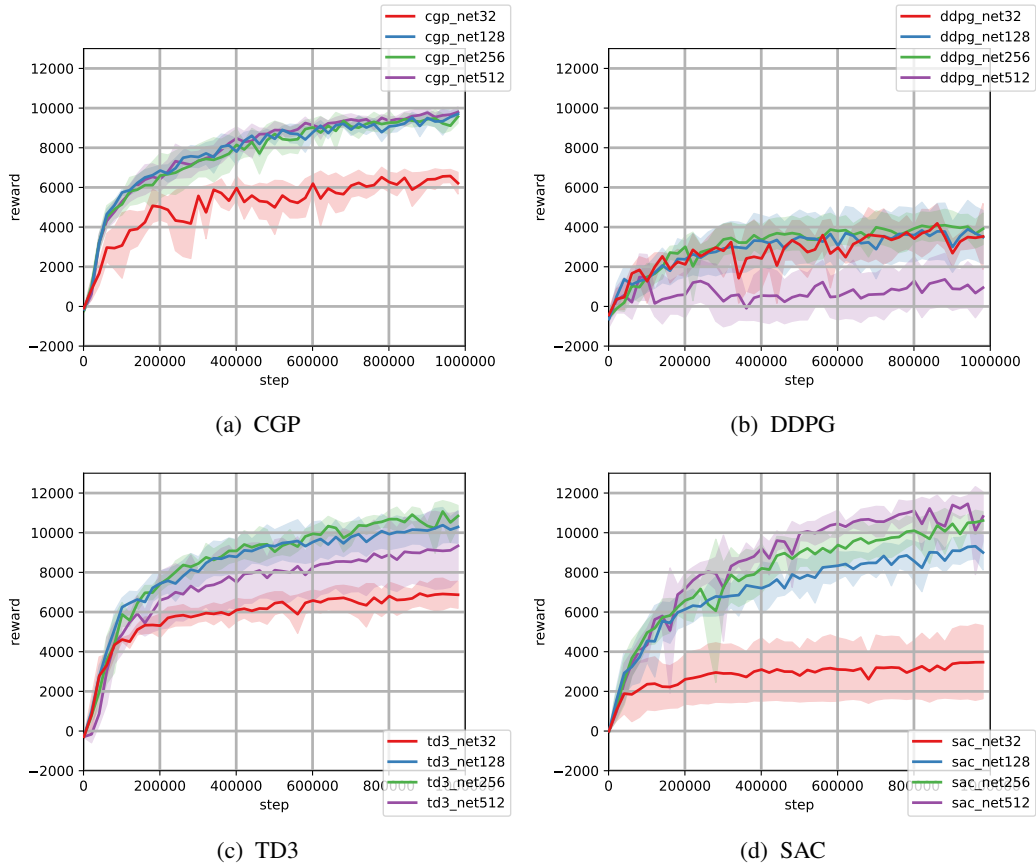 cgp_net32
cgp_net128
cgp_net256
cgp_net512
12000
10000
8000
6000
4000
2000
0
−2000
reward
0 200000 400000 600000 800000 1000000
step
(a) CGP
ddpg_net32
ddpg_net128
ddpg_net256
ddpg_net512
12000
10000
8000
6000
4000
2000
0
−2000
reward
0 200000 400000 600000 800000 1000000
step
(b) DDPG
12000
10000
8000
6000
4000
2000
0
−2000
reward
td3_net32
td3_net128
td3_net256
td3_net512
0 200000 400000 600000 800000 1000000
step
(c) TD3
12000
10000
8000
6000
4000
2000
0
−2000
reward
sac_net32
sac_net128
sac_net256
sac_net512
0 200000 400000 600000 800000 1000000
step
(d) SAC